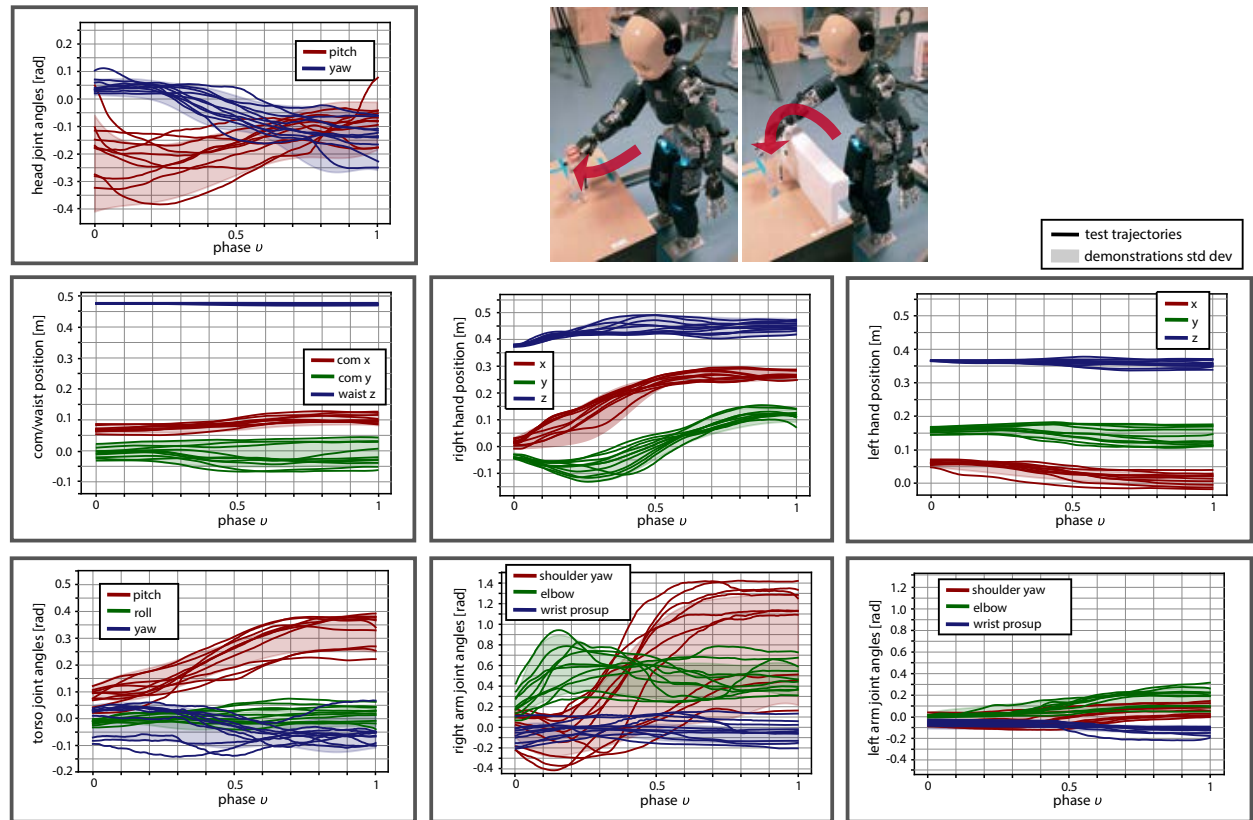 head joint angles [rad]
0.2
0.1
0.0
-0.1
-0.2
-0.3
-0.4
pitch
yaw
0
0.5
1
phase υ
test trajectories
demonstrations std dev
com/waist position [m]
0.5
0.4
0.3
0.2
0.1
0.0
-0.1
com x
com y
waist z
0
0.5
1
phase υ
right hand position [m]
0.5
0.4
0.3
0.2
0.1
0.0
-0.1
x
y
z
0
0.5
1
phase υ
left hand position [m]
0.5
0.4
0.3
0.2
0.1
0.0
x
y
z
0
0.5
1
phase υ
torso joint angles [rad]
0.5
0.4
0.3
0.2
0.1
0.0
-0.1
-0.2
pitch
roll
yaw
0
0.5
1
phase υ
right arm joint angles [rad]
1.4
1.2
1.0
0.8
0.6
0.4
0.2
0.0
-0.2
-0.4
shoulder yaw
elbow
wrist prosup
0
0.5
1
phase υ
left arm joint angles [rad]
1.2
1.0
0.8
0.6
0.4
0.2
0.0
-0.2
-0.4
shoulder yaw
elbow
wrist prosup
0
0.5
1
phase υ